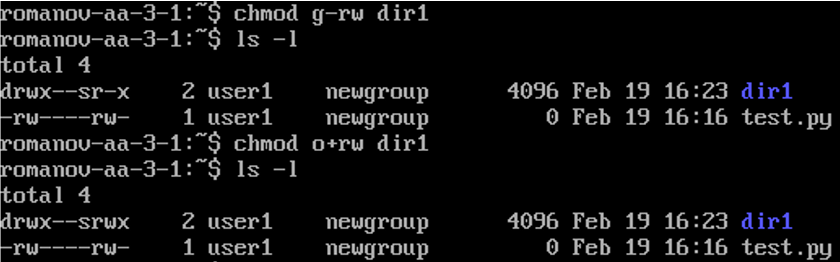 romanov-aa-3-1:~$ chmod g-rw dir1
romanov-aa-3-1:~$ ls -l
total 4
drwx--sr-x    2 user1    newgroup      4096 Feb 19 16:23 dir1
-rw----rw-    1 user1    newgroup         0 Feb 19 16:16 test.py
romanov-aa-3-1:~$ chmod o+rw dir1
romanov-aa-3-1:~$ ls -l
total 4
drwx--srwx    2 user1    newgroup      4096 Feb 19 16:23 dir1
-rw----rw-    1 user1    newgroup         0 Feb 19 16:16 test.py